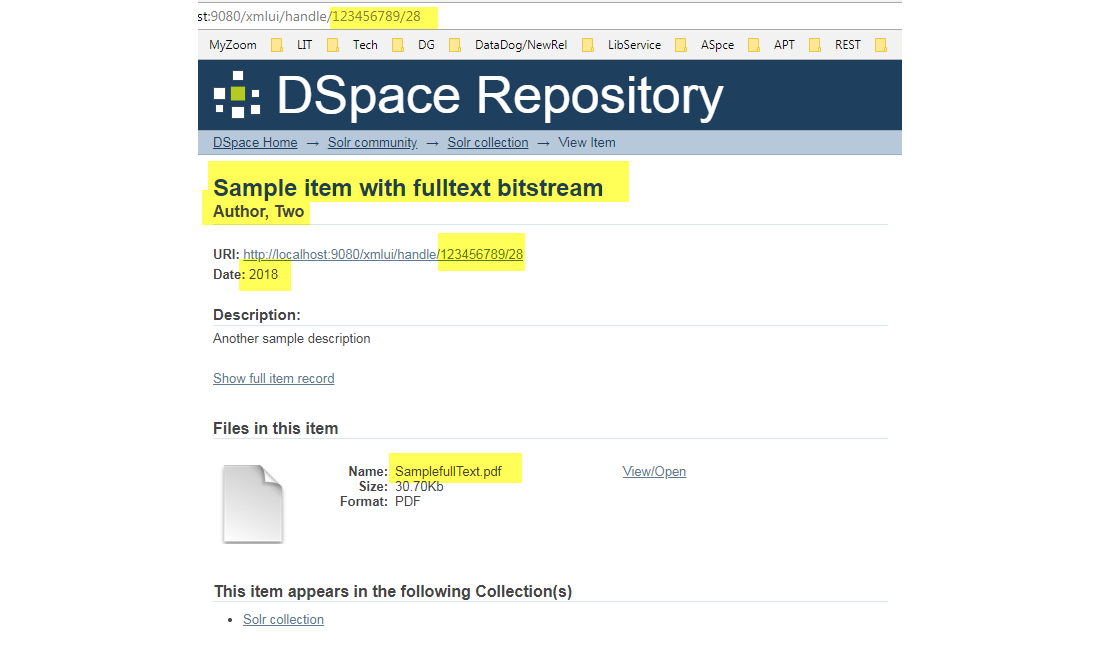 st:9080/xmlui/handle/123456789/28
MyZoom LIT Tech DG DataDog/NewRel LibService ASpce APT REST
DSpace Repository
DSpace Home → Solr community → Solr collection → View Item
Sample item with fulltext bitstream
Author, Two
URI: http://localhost:9080/xmlui/handle/123456789/28
Date: 2018
Description:
Another sample description
Show full item record
Files in this item
Name: SamplefullText.pdf View/Open
Size: 30.70Kb
Format: PDF
This item appears in the following Collection(s)
• Solr collection